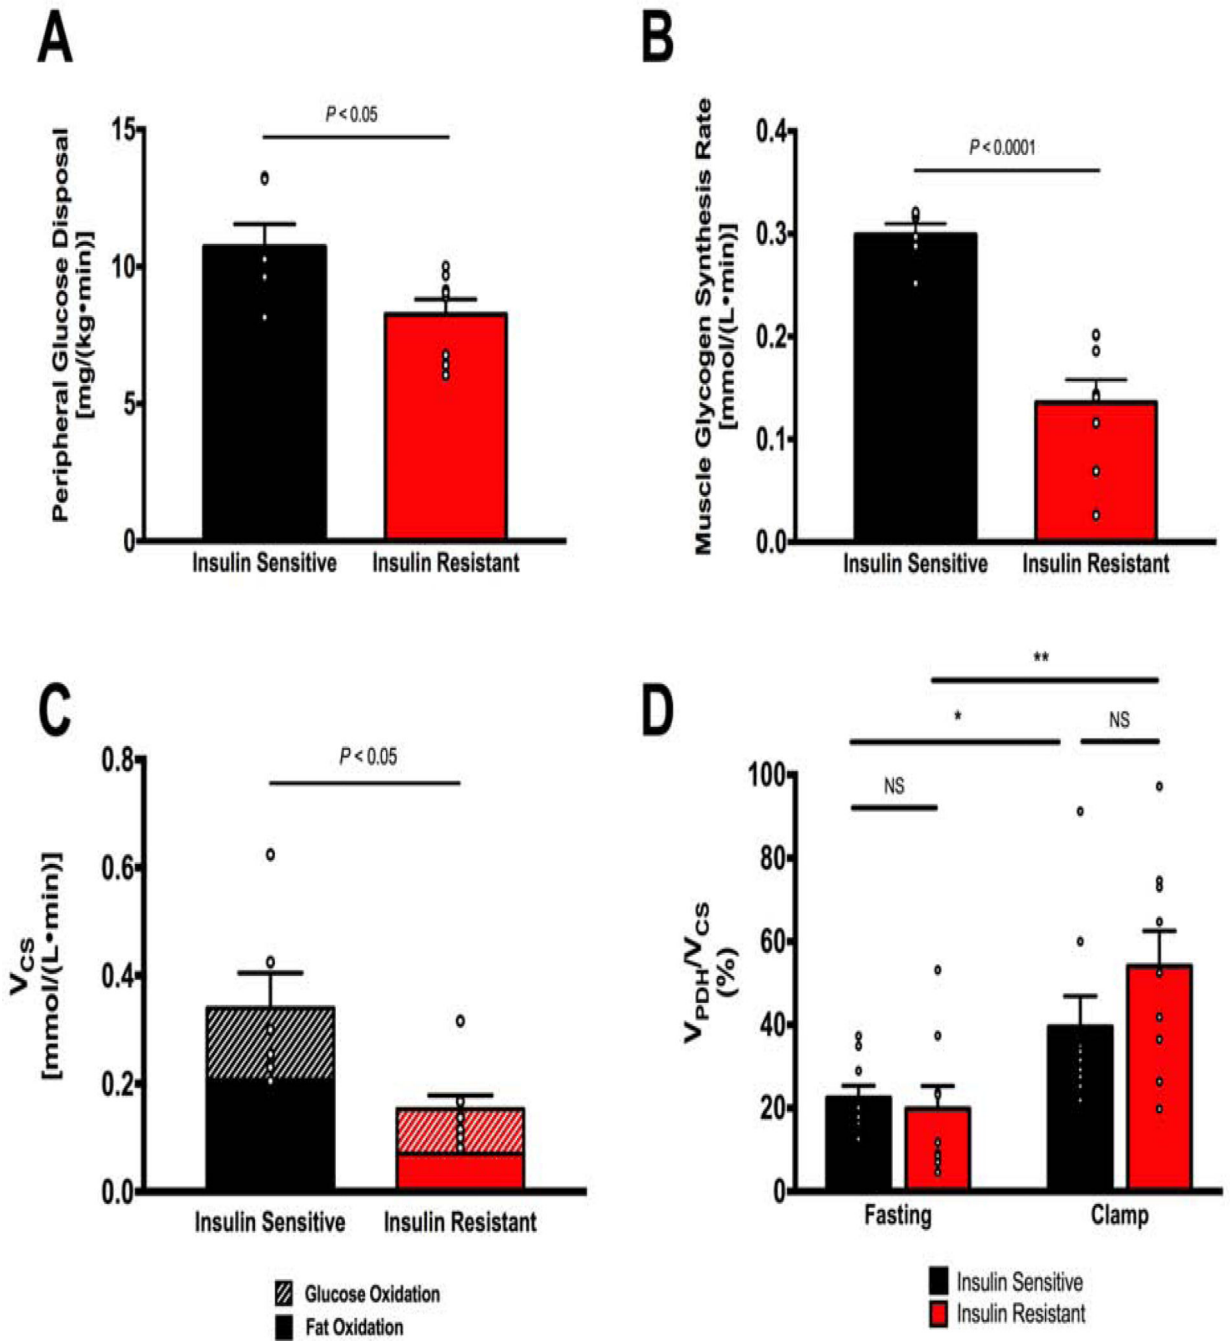 A
P < 0.05
Peripheral Glucose Disposal
[mg/(kg•min)]
15
10
5
0
Insulin Sensitive
Insulin Resistant
B
P < 0.0001
Muscle Glycogen Synthesis Rate
[mmol/(L•min)]
0.4
0.3
0.2
0.1
0.0
Insulin Sensitive
Insulin Resistant
C
P < 0.05
VCS
[mmol/(L•min)]
0.8
0.6
0.4
0.2
0.0
Insulin Sensitive
Insulin Resistant
Glucose Oxidation
Fat Oxidation
D
**
*
NS
NS
VPDH/VCS
(%)
100
80
60
40
20
0
Fasting
Clamp
Insulin Sensitive
Insulin Resistant